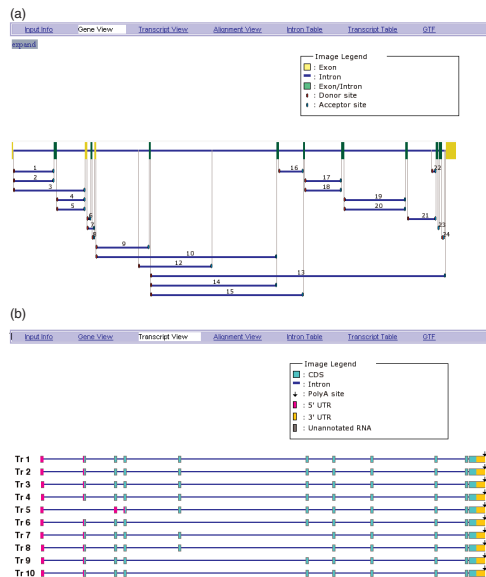 (a)
Input Info Gene View Transcript View Alignment View Intron Table Transcript Table GTF
expand
Image Legend
: Exon
: Intron
: Exon/Intron
: Donor site
: Acceptor site
1 16 22
2 17
3 18
4 19
5 20
6 21
7 23
8 24
9
10
12
13
14
15
(b)
Input Info Gene View Transcript View Alignment View Intron Table Transcript Table GTF
Image Legend
: CDS
: Intron
: PolyA site
: 5' UTR
: 3' UTR
: Unannotated RNA
Tr 1
Tr 2
Tr 3
Tr 4
Tr 5
Tr 6
Tr 7
Tr 8
Tr 9
Tr 10